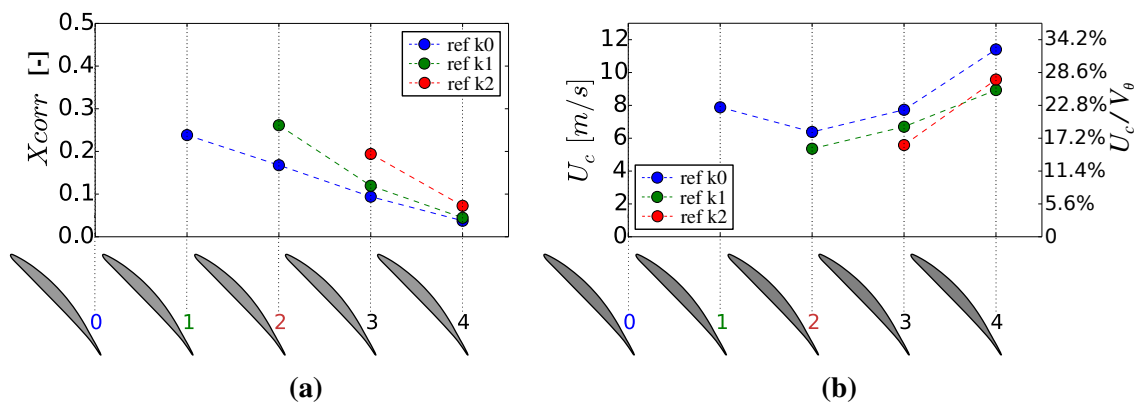 0.5
0.4
0.3
0.2
0.1
0.0
Xcorr [-]
ref k0
ref k1
ref k2
0 1 2 3 4
(a)
12
10
8
6
4
2
0
U_c [m/s]
ref k0
ref k1
ref k2
34.2%
28.6%
22.8%
17.2%
11.4%
5.6%
0
U_c/V_θ
0 1 2 3 4
(b)